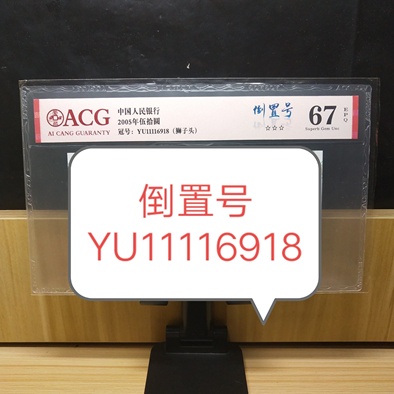 ACG
AI CANG GUARANTY
中国人民银行
2005年伍拾圆
冠号：YU11116918（狮子头）
倒置号
☆☆☆
67
EPQ
Superb Gem Unc
倒置号
YU11116918